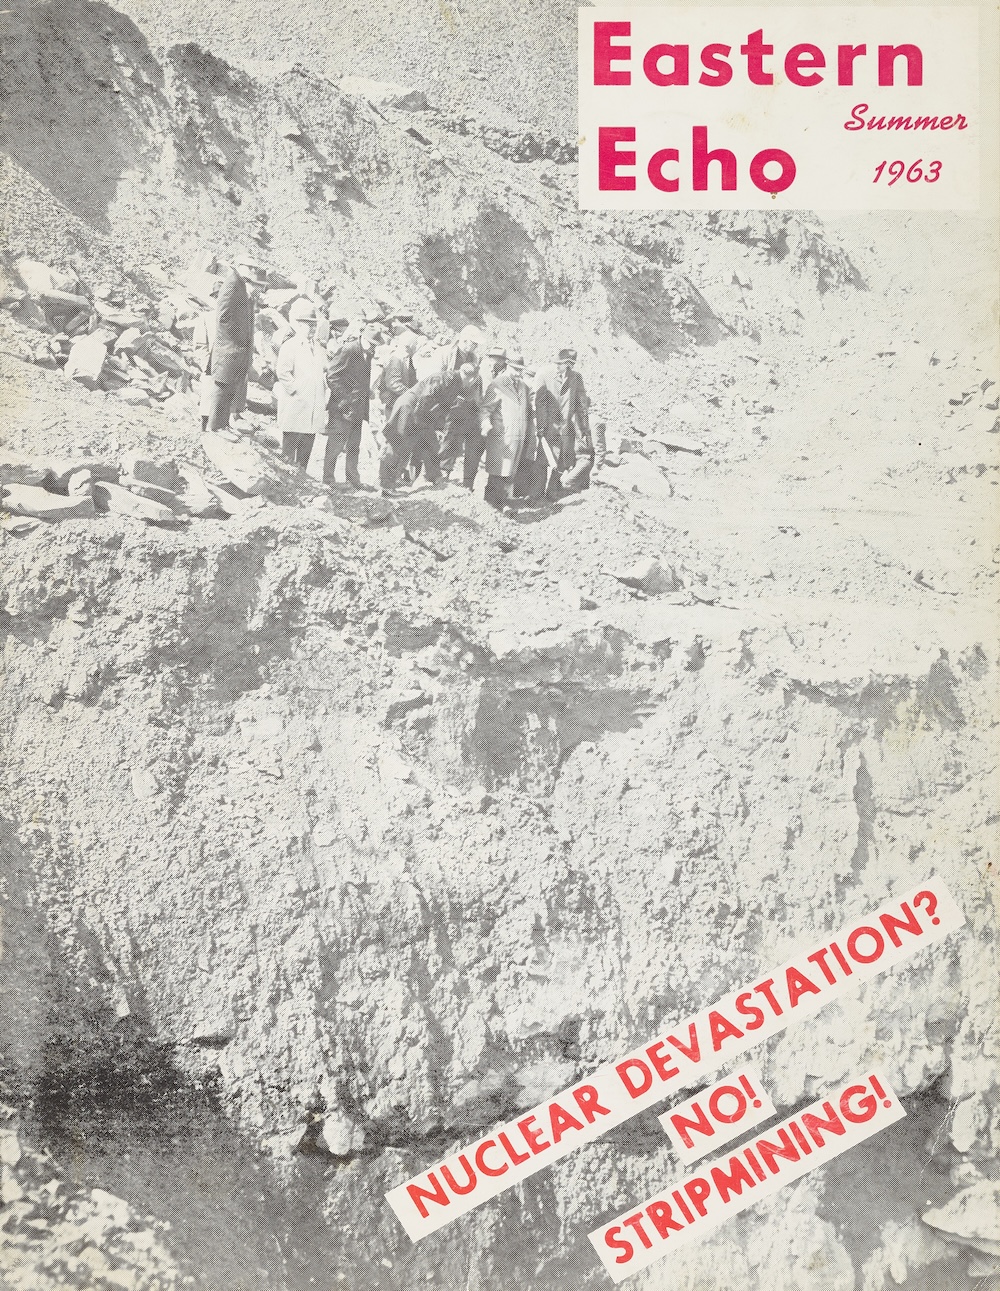 Eastern
Echo
Summer
1963
NUCLEAR DEVASTATION?
NO!
STRIPMINING!